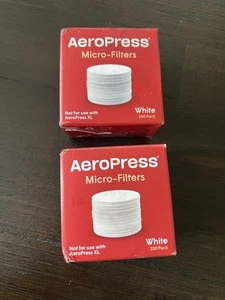 AeroPress®
Micro-Filters
Not for use with
AeroPress XL
White
350 Pack
AeroPress®
Micro-Filters
Not for use with
AeroPress XL
White
350 Pack